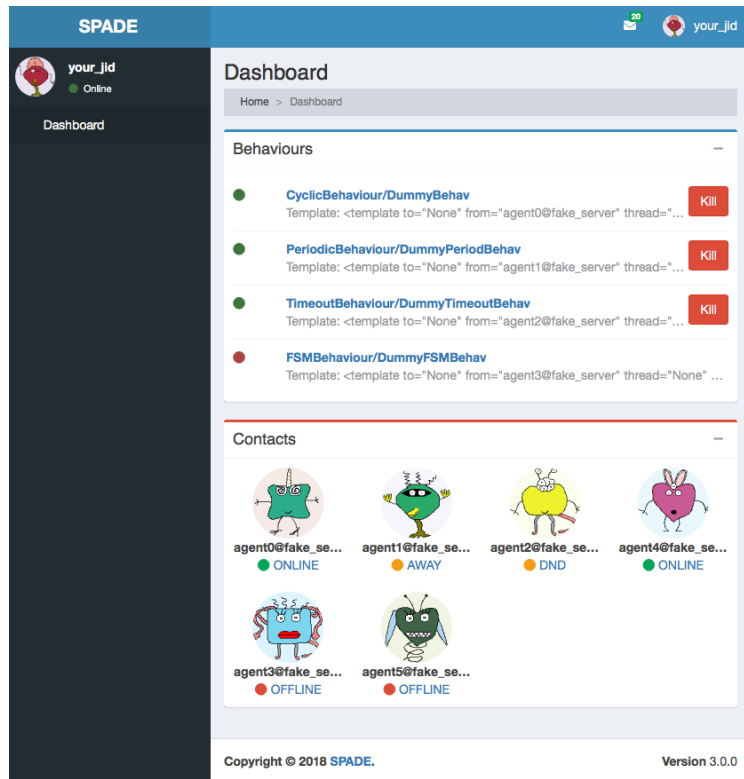 SPADE
20
your_jid
your_jid
Online
Dashboard
Dashboard
Home > Dashboard
Behaviours
CyclicBehaviour/DummyBehav
Template: <template to="None" from="agent0@fake_server" thread="...
Kill
PeriodicBehaviour/DummyPeriodBehav
Template: <template to="None" from="agent1@fake_server" thread="...
Kill
TimeoutBehaviour/DummyTimeoutBehav
Template: <template to="None" from="agent2@fake_server" thread="...
Kill
FSMBehaviour/DummyFSMBehav
Template: <template to="None" from="agent3@fake_server" thread="None" ...
Contacts
agent0@fake_se... agent1@fake_se... agent2@fake_se... agent4@fake_se...
ONLINE AWAY DND ONLINE
agent3@fake_se... agent5@fake_se...
OFFLINE OFFLINE
Copyright © 2018 SPADE. Version 3.0.0